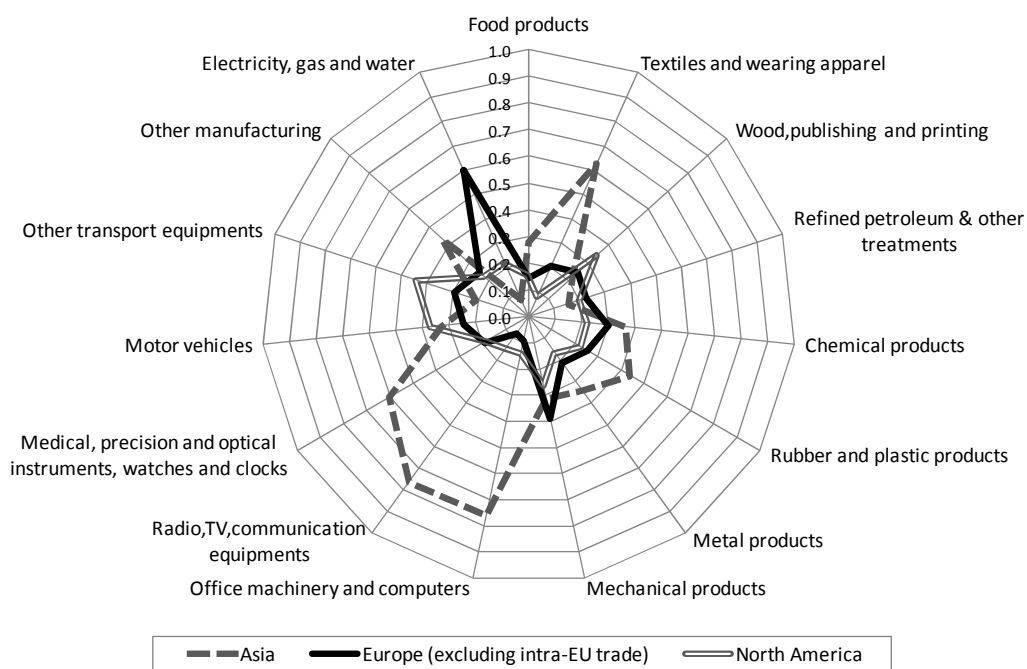 Food products
Electricity, gas and water
Textiles and wearing apparel
Other manufacturing
Wood,publishing and printing
Other transport equipments
Refined petroleum & other
treatments
Motor vehicles
Chemical products
Medical, precision and optical
instruments, watches and clocks
Rubber and plastic products
Radio,TV,communication
equipments
Metal products
Office machinery and computers
Mechanical products
1.0
0.9
0.8
0.7
0.6
0.5
0.4
0.3
0.2
0.1
0.0
Asia
Europe (excluding intra-EU trade)
North America